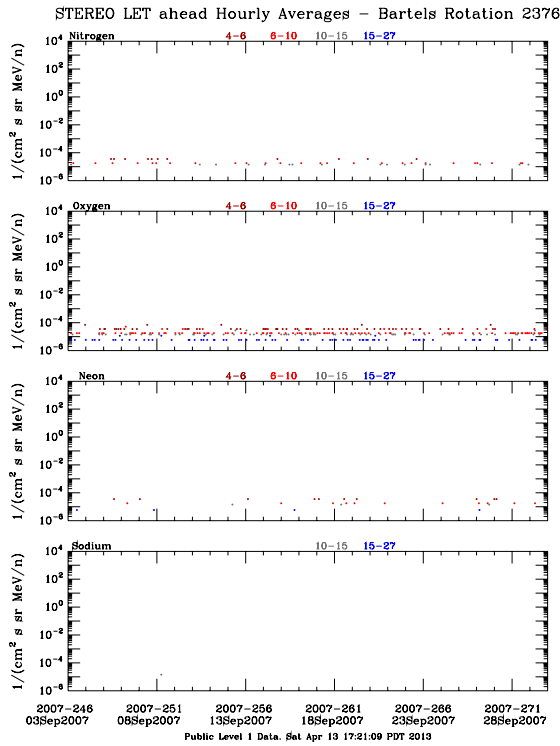 STEREO LET ahead Hourly Averages – Bartels Rotation 2376
Nitrogen 4–6 6–10 10–15 15–27
10^4
10^2
10^0
10^-2
10^-4
10^-6
1/(cm^2 s sr MeV/n)
Oxygen 4–6 6–10 10–15 15–27
10^4
10^2
10^0
10^-2
10^-4
10^-6
1/(cm^2 s sr MeV/n)
Neon 4–6 6–10 10–15 15–27
10^4
10^2
10^0
10^-2
10^-4
10^-6
1/(cm^2 s sr MeV/n)
Sodium 10–15 15–27
10^4
10^2
10^0
10^-2
10^-4
10^-6
1/(cm^2 s sr MeV/n)
2007–246 2007–251 2007–256 2007–261 2007–266 2007–271
03Sep2007 08Sep2007 13Sep2007 18Sep2007 23Sep2007 28Sep2007
Public Level 1 Data. Sat Apr 13 17:21:09 PDT 2013